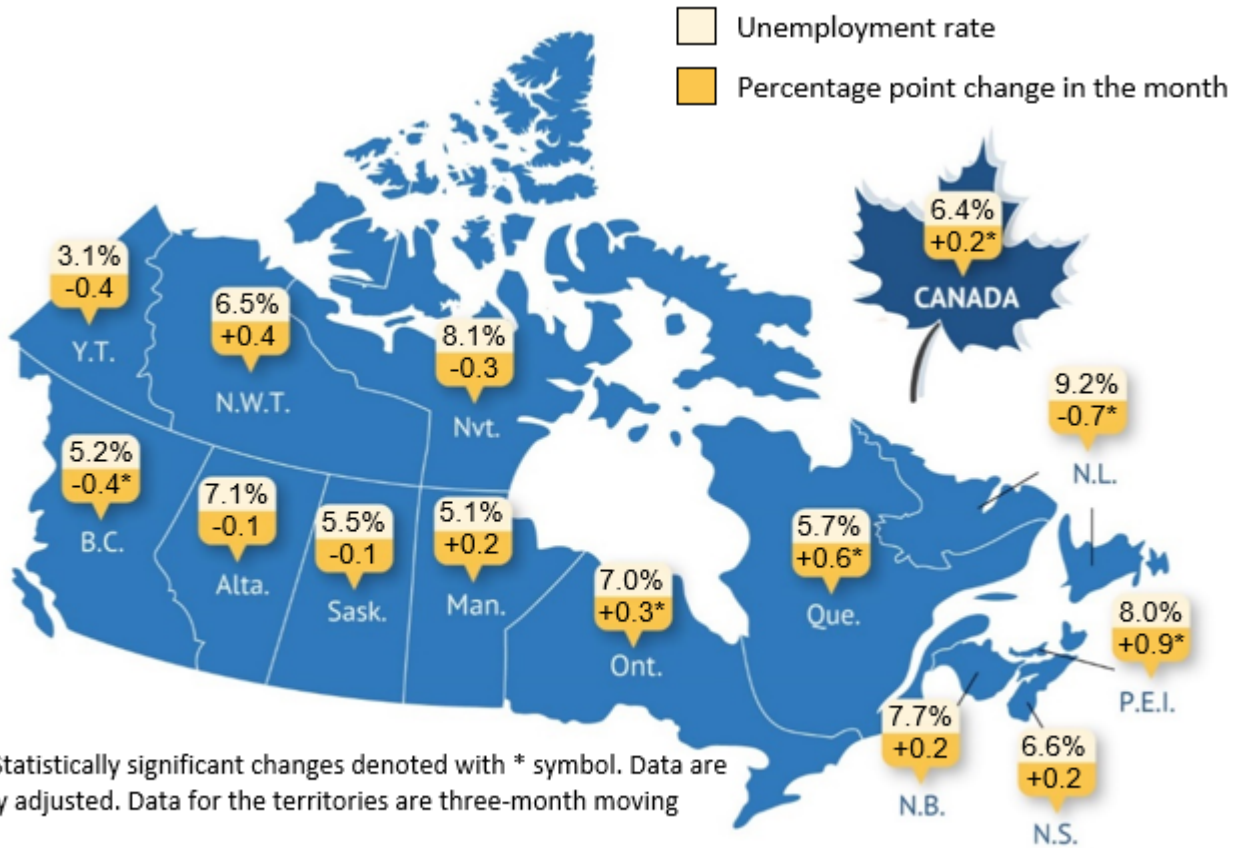 Unemployment rate
Percentage point change in the month
6.4%
+0.2*
CANADA
3.1%
-0.4
Y.T.
6.5%
+0.4
N.W.T.
8.1%
-0.3
Nvt.
9.2%
-0.7*
N.L.
5.2%
-0.4*
B.C.
7.1%
-0.1
Alta.
5.5%
-0.1
Sask.
5.1%
+0.2
Man.
7.0%
+0.3*
Ont.
5.7%
+0.6*
Que.
8.0%
+0.9*
P.E.I.
7.7%
+0.2
N.B.
6.6%
+0.2
N.S.
Statistically significant changes denoted with * symbol. Data are
y adjusted. Data for the territories are three-month moving